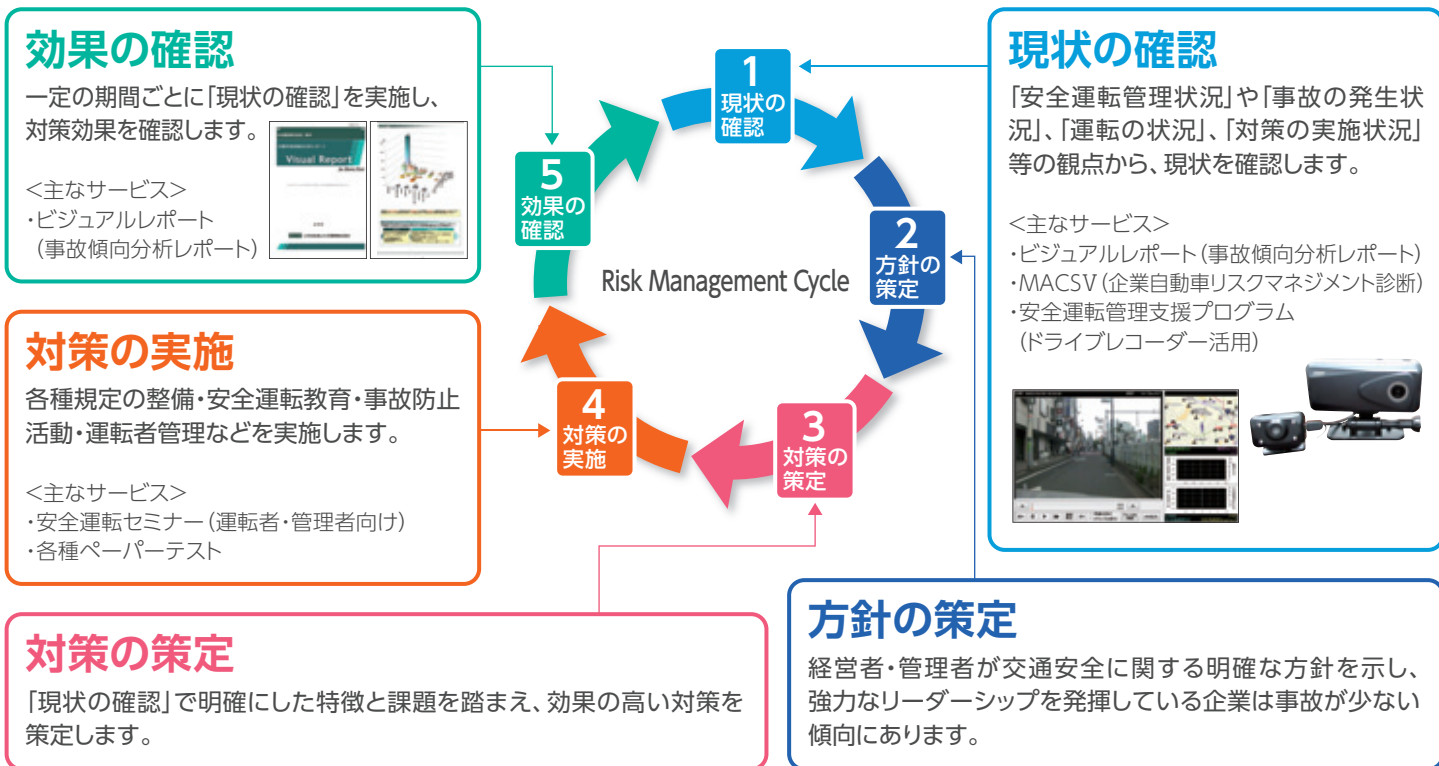 効果の確認
一定の期間ごとに「現状の確認」を実施し、
対策効果を確認します。
Visual Report
<主なサービス>
・ビジュアルレポート
(事故傾向分析レポート)
対策の実施
各種規定の整備・安全運転教育・事故防止
活動・運転者管理などを実施します。
<主なサービス>
・安全運転セミナー(運転者・管理者向け)
・各種ペーパーテスト
1
現状の
確認
2
方針の
策定
3
対策の
策定
4
対策の
実施
5
効果の
確認
Risk Management Cycle
現状の確認
「安全運転管理状況」や「事故の発生状
況」、「運転の状況」、「対策の実施状況」
等の観点から、現状を確認します。
<主なサービス>
・ビジュアルレポート(事故傾向分析レポート)
・MACSV(企業自動車リスクマネジメント診断)
・安全運転管理支援プログラム
(ドライブレコーダー活用)
対策の策定
「現状の確認」で明確にした特徴と課題を踏まえ、効果の高い対策を
策定します。
方針の策定
経営者・管理者が交通安全に関する明確な方針を示し、
強力なリーダーシップを発揮している企業は事故が少ない
傾向にあります。